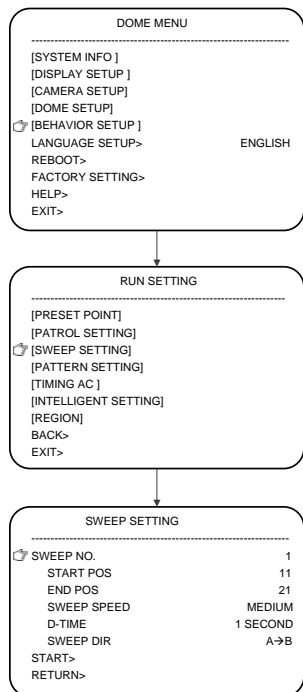 DOME MENU
[SYSTEM INFO ]
[DISPLAY SETUP ]
[CAMERA SETUP]
[DOME SETUP]
[BEHAVIOR SETUP ]
LANGUAGE SETUP> ENGLISH
REBOOT>
FACTORY SETTING>
HELP>
EXIT>
RUN SETTING
[PRESET POINT]
[PATROL SETTING]
[SWEEP SETTING]
[PATTERN SETTING]
[TIMING AC ]
[INTELLIGENT SETTING]
[REGION]
BACK>
EXIT>
SWEEP SETTING
SWEEP NO. 1
START POS 11
END POS 21
SWEEP SPEED MEDIUM
D-TIME 1 SECOND
SWEEP DIR A→B
START>
RETURN>